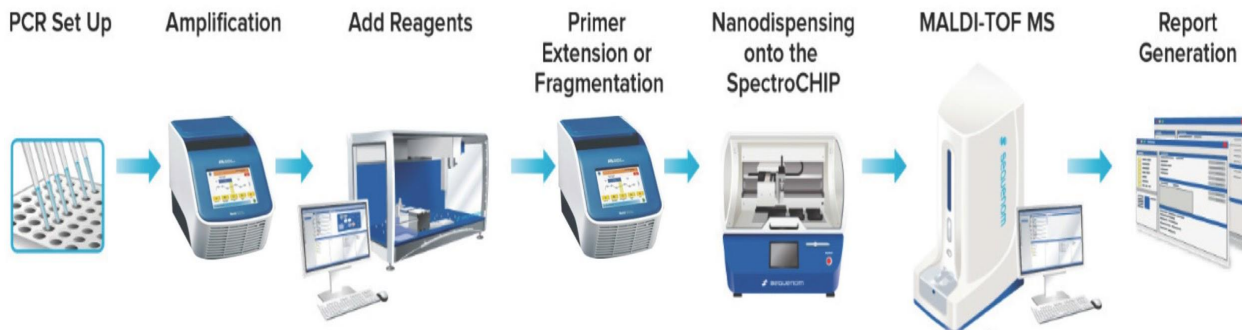 PCR Set Up
Amplification
Add Reagents
Primer
Extension or
Fragmentation
Nanodispensing
onto the
SpectroCHIP
MALDI-TOF MS
Report
Generation
SEQUENOM
SEQUENOM